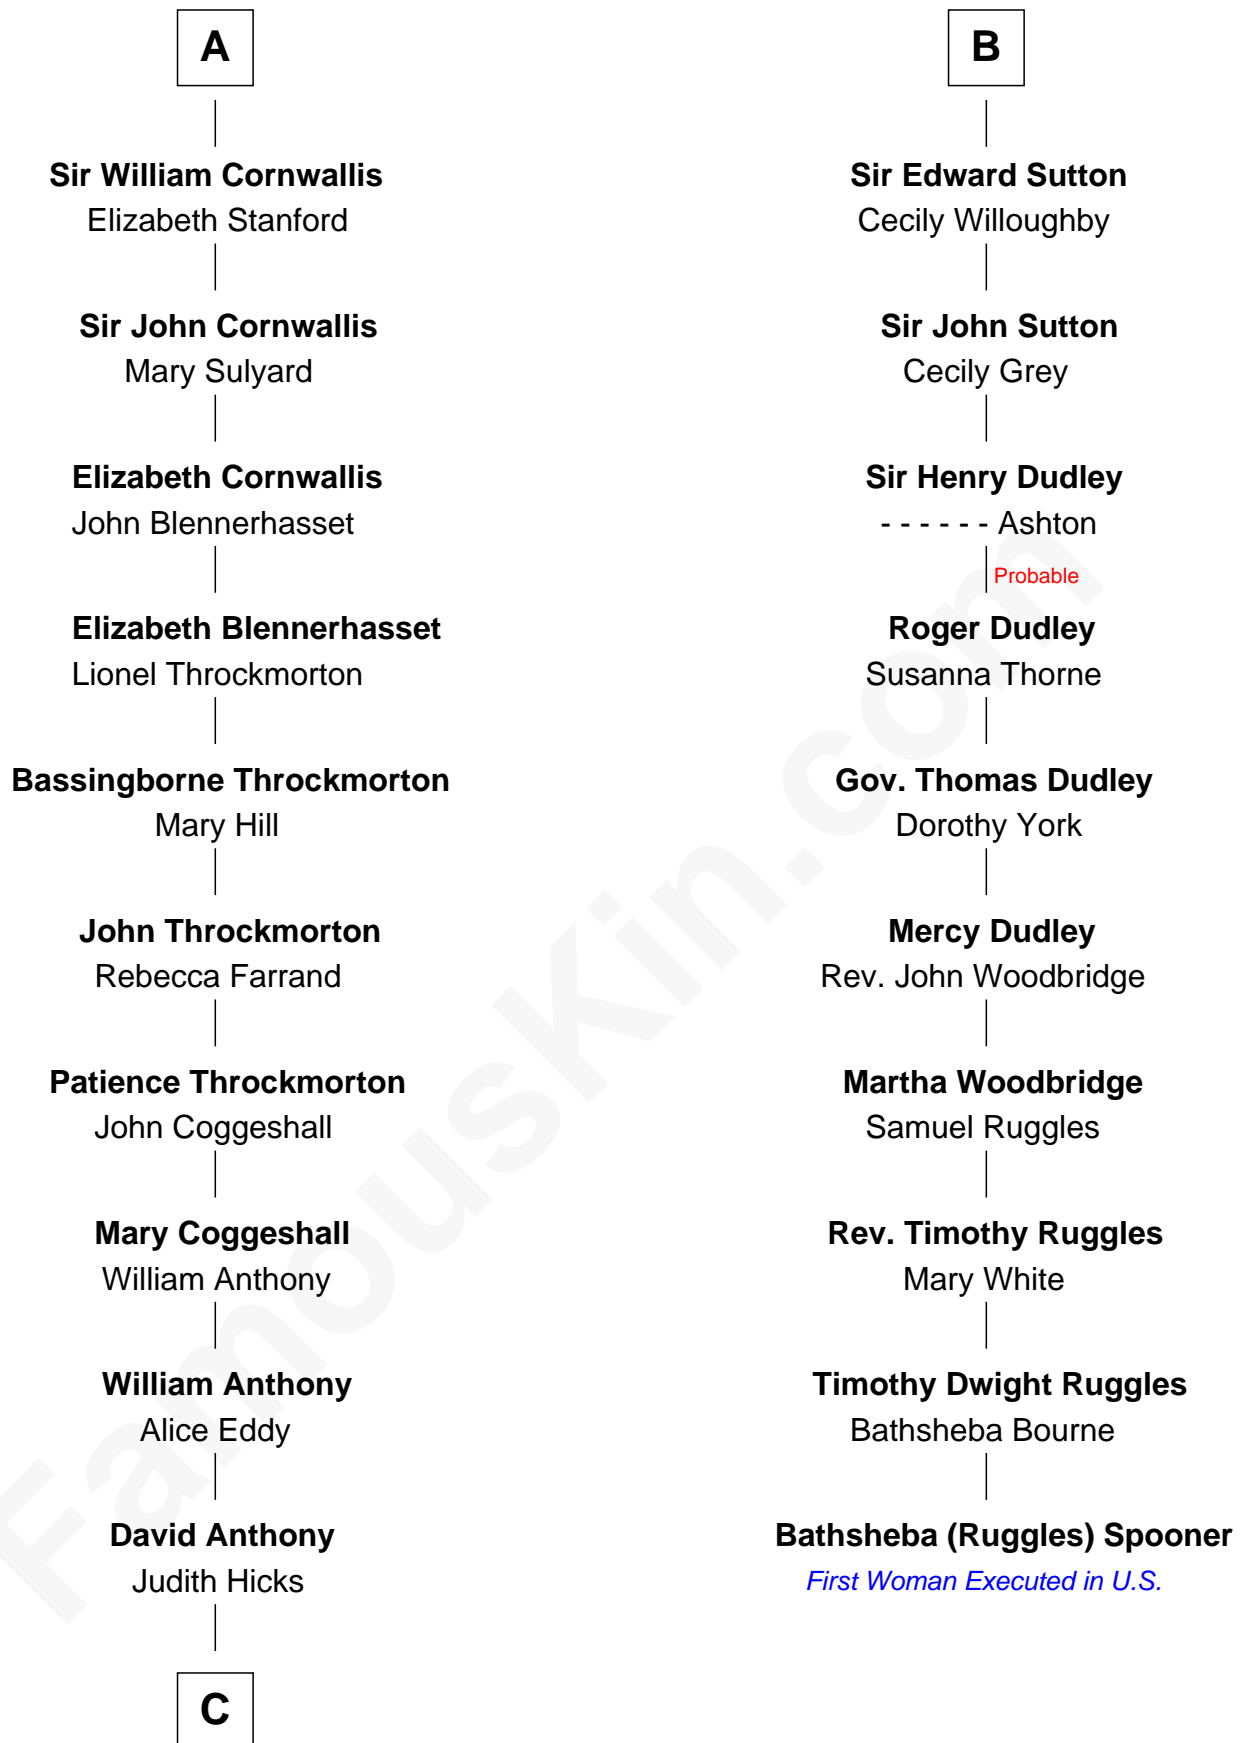 A
Sir William Cornwallis
Elizabeth Stanford
Sir John Cornwallis
Mary Sulyard
Elizabeth Cornwallis
John Blennerhasset
Elizabeth Blennerhasset
Lionel Throckmorton
Bassingborne Throckmorton
Mary Hill
John Throckmorton
Rebecca Farrand
Patience Throckmorton
John Coggeshall
Mary Coggeshall
William Anthony
William Anthony
Alice Eddy
David Anthony
Judith Hicks
C
B
Sir Edward Sutton
Cecily Willoughby
Sir John Sutton
Cecily Grey
Sir Henry Dudley
- - - - - - Ashton
Probable
Roger Dudley
Susanna Thorne
Gov. Thomas Dudley
Dorothy York
Mercy Dudley
Rev. John Woodbridge
Martha Woodbridge
Samuel Ruggles
Rev. Timothy Ruggles
Mary White
Timothy Dwight Ruggles
Bathsheba Bourne
Bathsheba (Ruggles) Spooner
First Woman Executed in U.S.
FamousKin.com